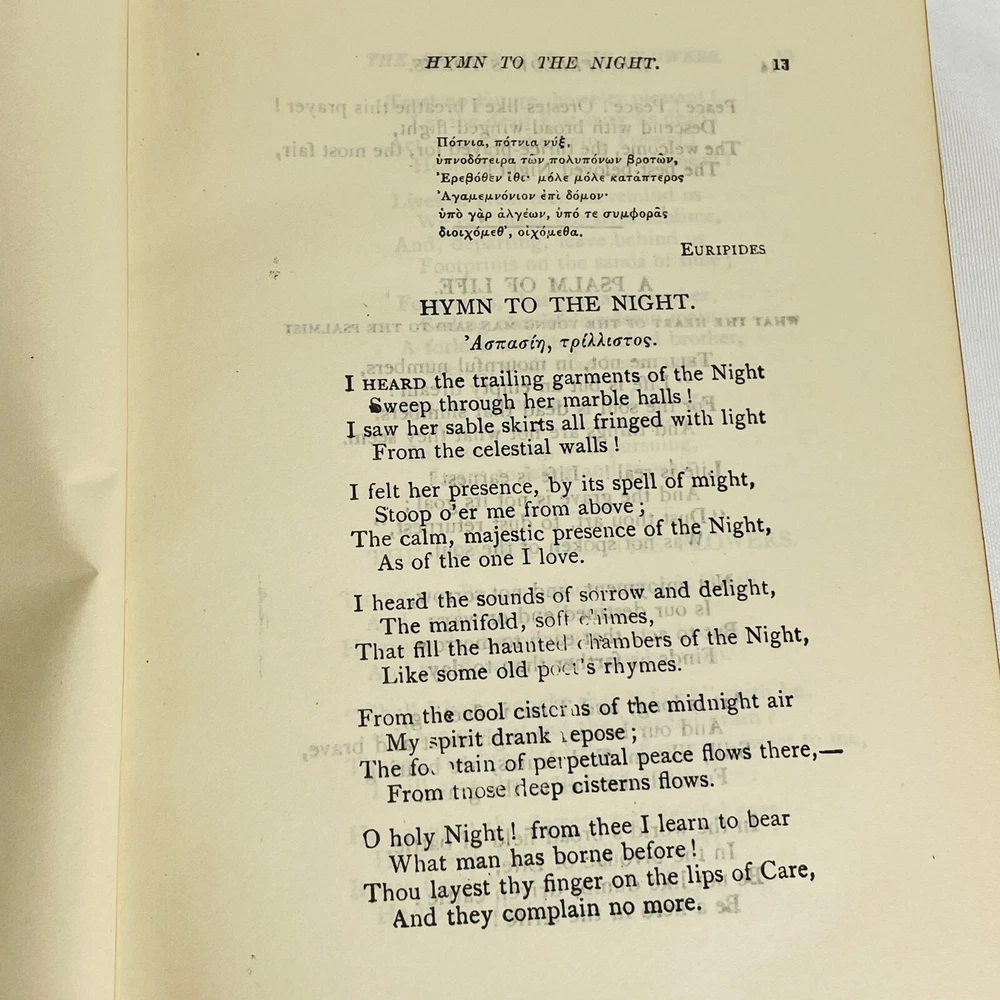 HYMN TO THE NIGHT. 13
Πότνια, πότνια νύξ,
ὑπνοδότειρα τῶν πολυπόνων βροτῶν,
Ἐρεβόθεν ἴθι· μόλε μόλε κατάπτερος
Ἀγαμεμνόνιον ἐπὶ δόμον·
ὑπὸ γὰρ ἀλγέων, ὑπό τε συμφορᾶς
διοιχόμεθ', οἰχόμεθα.
EURIPIDES
HYMN TO THE NIGHT.
Ἀσπασίη, τρίλλιστος.
I HEARD the trailing garments of the Night
Sweep through her marble halls!
I saw her sable skirts all fringed with light
From the celestial walls!
I felt her presence, by its spell of might,
Stoop o'er me from above;
The calm, majestic presence of the Night,
As of the one I love.
I heard the sounds of sorrow and delight,
The manifold, soft chimes,
That fill the haunted chambers of the Night,
Like some old poet's rhymes.
From the cool cisterns of the midnight air
My spirit drank repose;
The fountain of perpetual peace flows there,—
From those deep cisterns flows.
O holy Night! from thee I learn to bear
What man has borne before!
Thou layest thy finger on the lips of Care,
And they complain no more.